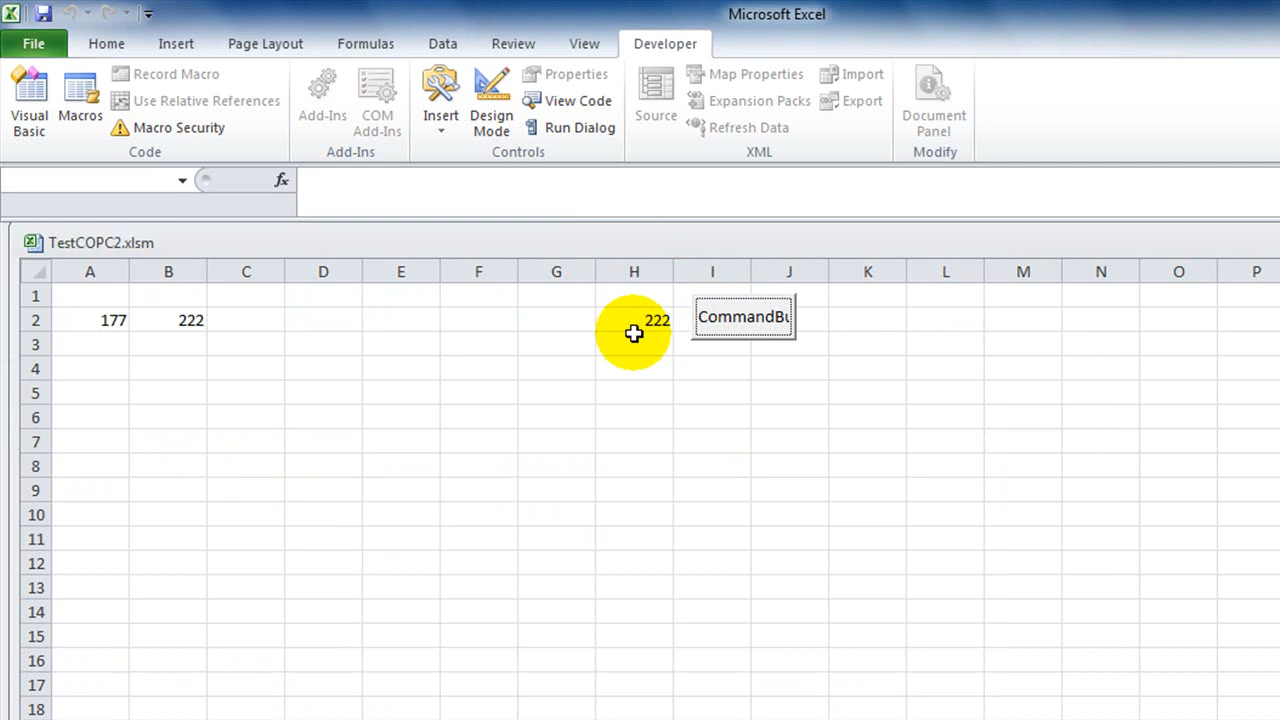 Microsoft Excel
File Home Insert Page Layout Formulas Data Review View Developer
Visual Basic
Macros
Record Macro
Use Relative References
Macro Security
Code
Add-Ins
COM Add-Ins
Add-Ins
Insert
Design Mode
Properties
View Code
Run Dialog
Controls
Source
Map Properties
Expansion Packs
Refresh Data
Import
Export
XML
Document Panel
Modify
fx
TestCOPC2.xlsm
A B C D E F G H I J K L M N O P
1
2 177 222 222 CommandBu
3
4
5
6
7
8
9
10
11
12
13
14
15
16
17
18